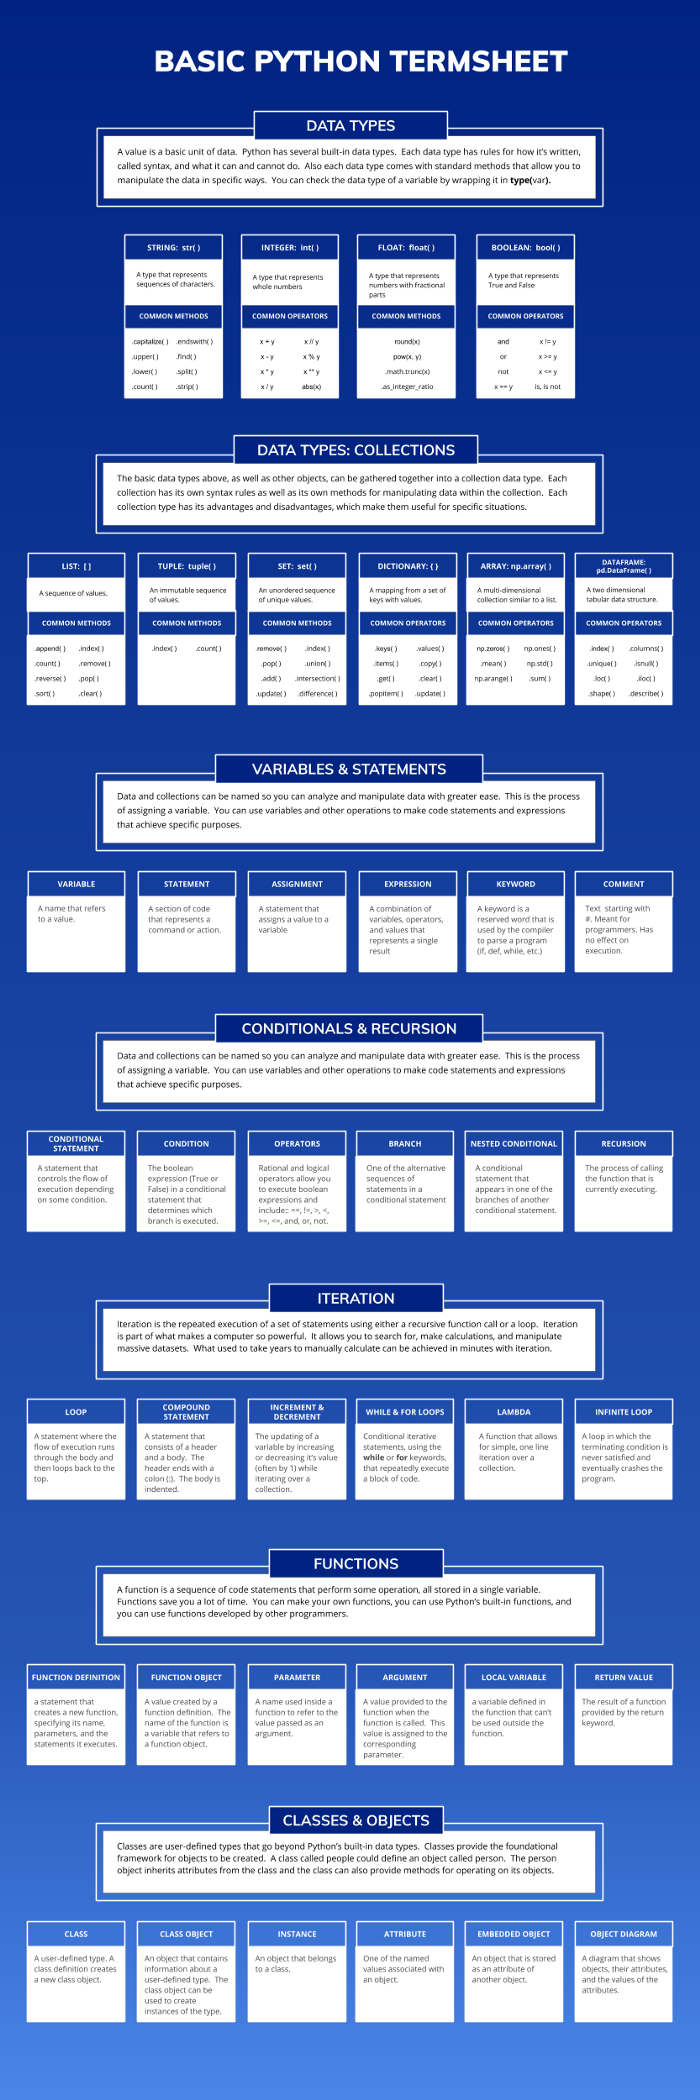 BASIC PYTHON TERMSHEET
DATA TYPES
A value is a basic unit of data.  Python has several built-in data types.  Each data type has rules for how it's written,
called syntax, and what it can and cannot do.  Also each data type comes with standard methods that allow you to
manipulate the data in specific ways.  You can check the data type of a variable by wrapping it in type(var).
STRING:  str( )
A type that represents
sequences of characters.
COMMON METHODS
.capitalize( )  .endswith( )
.upper( )  .find( )
.lower( )  .split( )
.count( )  .strip( )
INTEGER:  int( )
A type that represents
whole numbers
COMMON OPERATORS
x + y  x // y
x - y  x % y
x * y  x ** y
x / y  abs(x)
FLOAT:  float( )
A type that represents
numbers with fractional
parts
COMMON METHODS
round(x)
pow(x, y)
.math.trunc(x)
.as_integer_ratio
BOOLEAN:  bool( )
A type that represents
True and False
COMMON OPERATORS
and  x != y
or  x >= y
not  x <= y
x == y  is, is not
DATA TYPES: COLLECTIONS
The basic data types above, as well as other objects, can be gathered together into a collection data type.  Each
collection has its own syntax rules as well as its own methods for manipulating data within the collection.  Each
collection type has its advantages and disadvantages, which make them useful for specific situations.
LIST:  [ ]
A sequence of values.
COMMON METHODS
.append( )  .index( )
.count( )  .remove( )
.reverse( )  .pop( )
.sort( )  .clear( )
TUPLE:  tuple( )
An immutable sequence
of values.
COMMON METHODS
.index( )  .count( )
SET:  set( )
An unordered sequence
of unique values.
COMMON METHODS
.remove( )  .index( )
.pop( )  .union( )
.add( )  .intersection( )
.update( )  .difference( )
DICTIONARY: { }
A mapping from a set of
keys with values.
COMMON OPERATORS
.keys( )  .values( )
.items( )  .copy( )
.get( )  .clear( )
.popitem( )  .update( )
ARRAY: np.array( )
A multi-dimensional
collection similar to a list.
COMMON OPERATORS
np.zeros( )  np.ones( )
.mean( )  np.std( )
np.arange( )  .sum( )
DATAFRAME:
pd.DataFrame( )
A two dimensional
tabular data structure.
COMMON OPERATORS
.index( )  .columns( )
.unique( )  .isnull( )
.loc( )  .iloc( )
.shape( )  .describe( )
VARIABLES & STATEMENTS
Data and collections can be named so you can analyze and manipulate data with greater ease.  This is the process
of assigning a variable.  You can use variables and other operations to make code statements and expressions
that achieve specific purposes.
VARIABLE
A name that refers
to a value.
STATEMENT
A section of code
that represents a
command or action.
ASSIGNMENT
A statement that
assigns a value to a
variable
EXPRESSION
A combination of
variables, operators,
and values that
represents a single
result
KEYWORD
A keyword is a
reserved word that is
used by the compiler
to parse a program
(if, def, while, etc.)
COMMENT
Text  starting with
#. Meant for
programmers. Has
no effect on
execution.
CONDITIONALS & RECURSION
Data and collections can be named so you can analyze and manipulate data with greater ease.  This is the process
of assigning a variable.  You can use variables and other operations to make code statements and expressions
that achieve specific purposes.
CONDITIONAL
STATEMENT
A statement that
controls the flow of
execution depending
on some condition.
CONDITION
The boolean
expression (True or
False) in a conditional
statement that
determines which
branch is executed.
OPERATORS
Rational and logical
operators allow you
to execute boolean
expressions and
include:: ==, !=, >, <,
>=, <=, and, or, not.
BRANCH
One of the alternative
sequences of
statements in a
conditional statement
NESTED CONDITIONAL
A conditional
statement that
appears in one of the
branches of another
conditional statement.
RECURSION
The process of calling
the function that is
currently executing.
ITERATION
Iteration is the repeated execution of a set of statements using either a recursive function call or a loop.  Iteration
is part of what makes a computer so powerful.  It allows you to search for, make calculations, and manipulate
massive datasets.  What used to take years to manually calculate can be achieved in minutes with iteration.
LOOP
A statement where the
flow of execution runs
through the body and
then loops back to the
top.
COMPOUND
STATEMENT
A statement that
consists of a header
and a body.  The
header ends with a
colon (:).  The body is
indented.
INCREMENT &
DECREMENT
The updating of a
variable by increasing
or decreasing it's value
(often by 1) while
iterating over a
collection.
WHILE & FOR LOOPS
Conditional iterative
statements, using the
while or for keywords,
that repeatedly execute
a block of code.
LAMBDA
A function that allows
for simple, one line
iteration over a
collection.
INFINITE LOOP
A loop in which the
terminating condition is
never satisfied and
eventually crashes the
program.
FUNCTIONS
A function is a sequence of code statements that perform some operation, all stored in a single variable.
Functions save you a lot of time.  You can make your own functions, you can use Python's built-in functions, and
you can use functions developed by other programmers.
FUNCTION DEFINITION
a statement that
creates a new function,
specifying its name,
parameters, and the
statements it executes.
FUNCTION OBJECT
A value created by a
function definition.  The
name of the function is
a variable that refers to
a function object.
PARAMETER
A name used inside a
function to refer to the
value passed as an
argument.
ARGUMENT
A value provided to the
function when the
function is called.  This
value is assigned to the
corresponding
parameter.
LOCAL VARIABLE
a variable defined in
the function that can't
be used outside the
function.
RETURN VALUE
The result of a function
provided by the return
keyword.
CLASSES & OBJECTS
Classes are user-defined types that go beyond Python's built-in data types.  Classes provide the foundational
framework for objects to be created.  A class called people could define an object called person.  The person
object inherits attributes from the class and the class can also provide methods for operating on its objects.
CLASS
A user-defined type. A
class definition creates
a new class object.
CLASS OBJECT
An object that contains
information about a
user-defined type.  The
class object can be
used to create
instances of the type.
INSTANCE
An object that belongs
to a class.
ATTRIBUTE
One of the named
values associated with
an object.
EMBEDDED OBJECT
An object that is stored
as an attribute of
another object.
OBJECT DIAGRAM
A diagram that shows
objects, their attributes,
and the values of the
attributes.